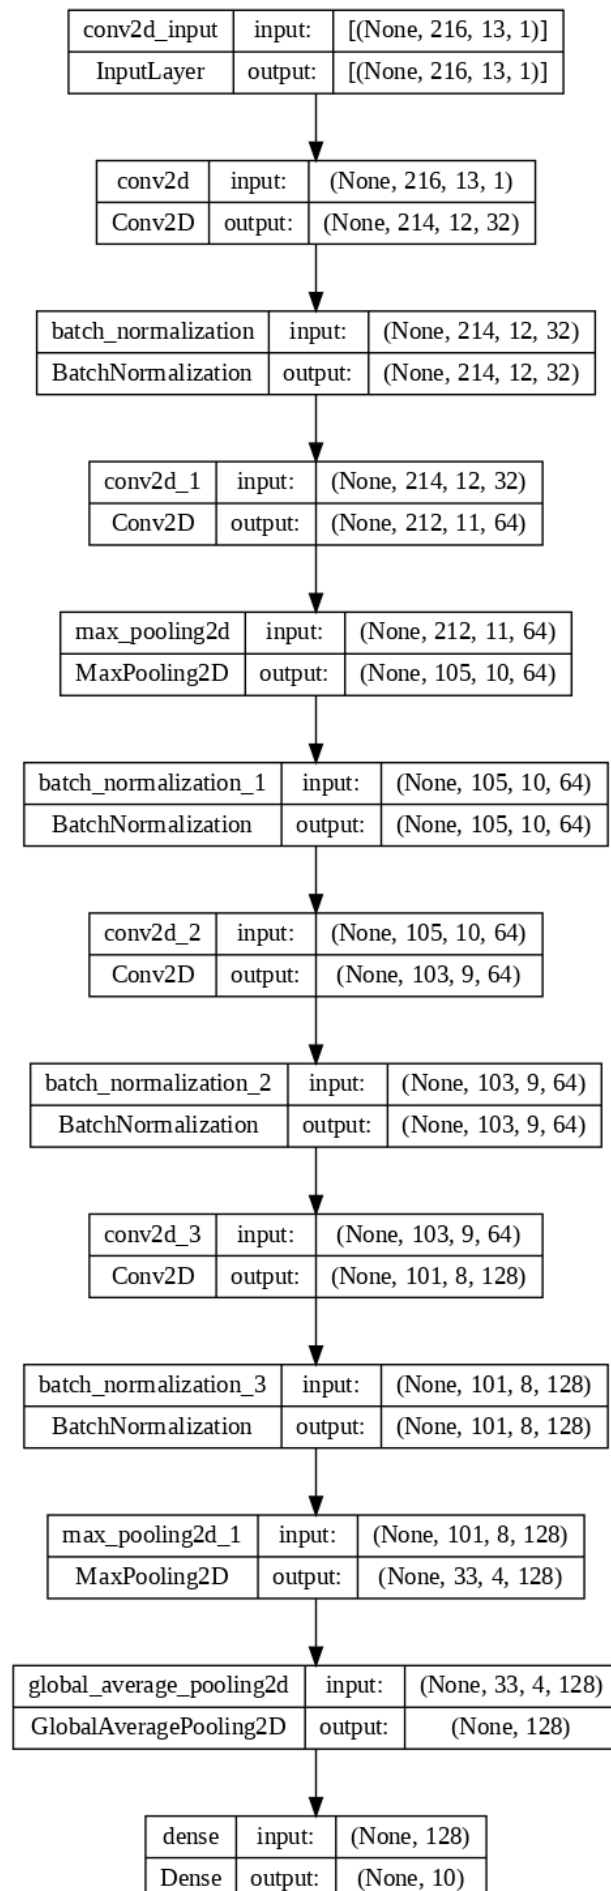 conv2d_input input: [(None, 216, 13, 1)]
InputLayer output: [(None, 216, 13, 1)]
conv2d input: (None, 216, 13, 1)
Conv2D output: (None, 214, 12, 32)
batch_normalization input: (None, 214, 12, 32)
BatchNormalization output: (None, 214, 12, 32)
conv2d_1 input: (None, 214, 12, 32)
Conv2D output: (None, 212, 11, 64)
max_pooling2d input: (None, 212, 11, 64)
MaxPooling2D output: (None, 105, 10, 64)
batch_normalization_1 input: (None, 105, 10, 64)
BatchNormalization output: (None, 105, 10, 64)
conv2d_2 input: (None, 105, 10, 64)
Conv2D output: (None, 103, 9, 64)
batch_normalization_2 input: (None, 103, 9, 64)
BatchNormalization output: (None, 103, 9, 64)
conv2d_3 input: (None, 103, 9, 64)
Conv2D output: (None, 101, 8, 128)
batch_normalization_3 input: (None, 101, 8, 128)
BatchNormalization output: (None, 101, 8, 128)
max_pooling2d_1 input: (None, 101, 8, 128)
MaxPooling2D output: (None, 33, 4, 128)
global_average_pooling2d input: (None, 33, 4, 128)
GlobalAveragePooling2D output: (None, 128)
dense input: (None, 128)
Dense output: (None, 10)